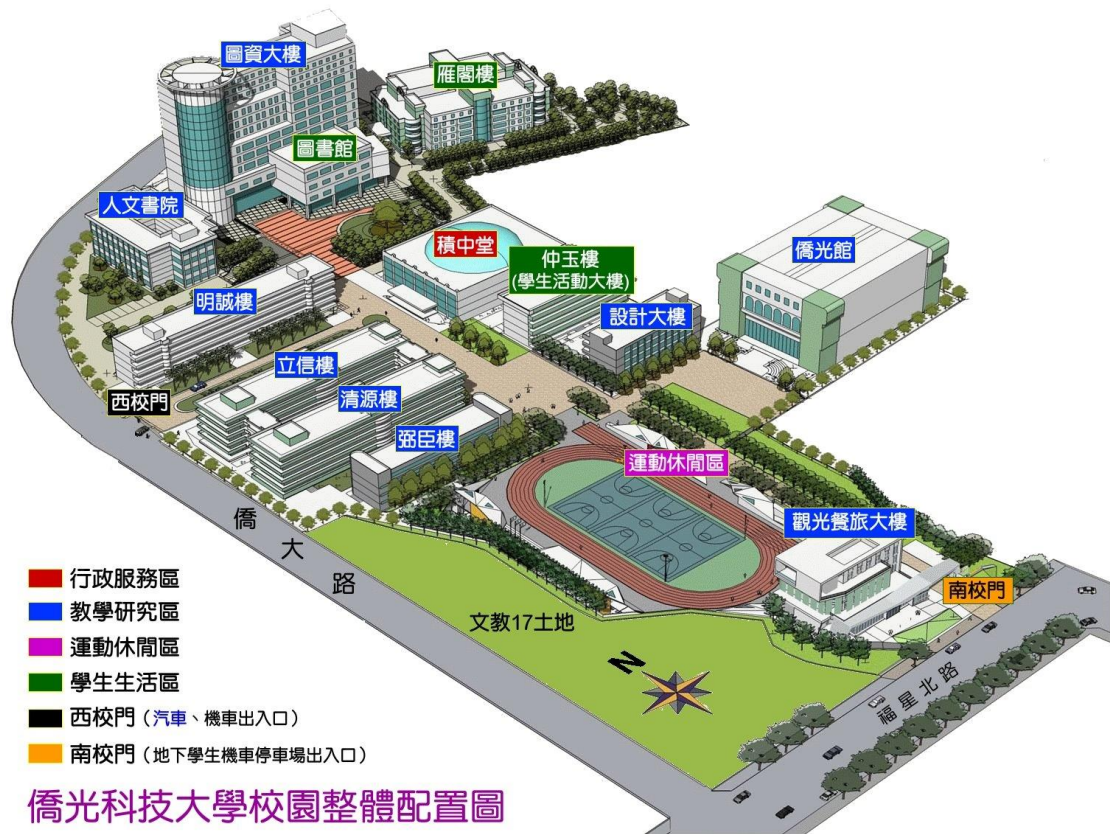 圖資大樓
雁閣樓
圖書館
人文書院
積中堂
仲玉樓
(學生活動大樓)
僑光館
明誠樓
設計大樓
立信樓
西校門
清源樓
弼臣樓
運動休閒區
觀光餐旅大樓
僑大路
南校門
文教17土地
N
福星北路
行政服務區
教學研究區
運動休閒區
學生生活區
西校門（汽車、機車出入口）
南校門（地下學生機車停車場出入口）
僑光科技大學校園整體配置圖